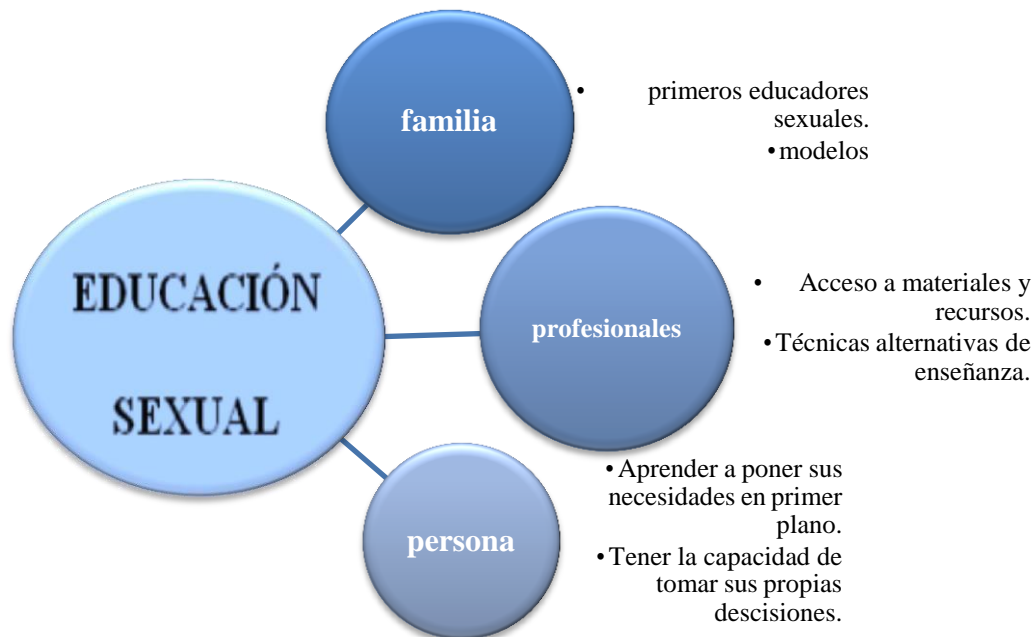 EDUCACIÓN
SEXUAL
familia
• primeros educadores
sexuales.
• modelos
profesionales
• Acceso a materiales y
recursos.
• Técnicas alternativas de
enseñanza.
persona
• Aprender a poner sus
necesidades en primer
plano.
• Tener la capacidad de
tomar sus propias
descisiones.